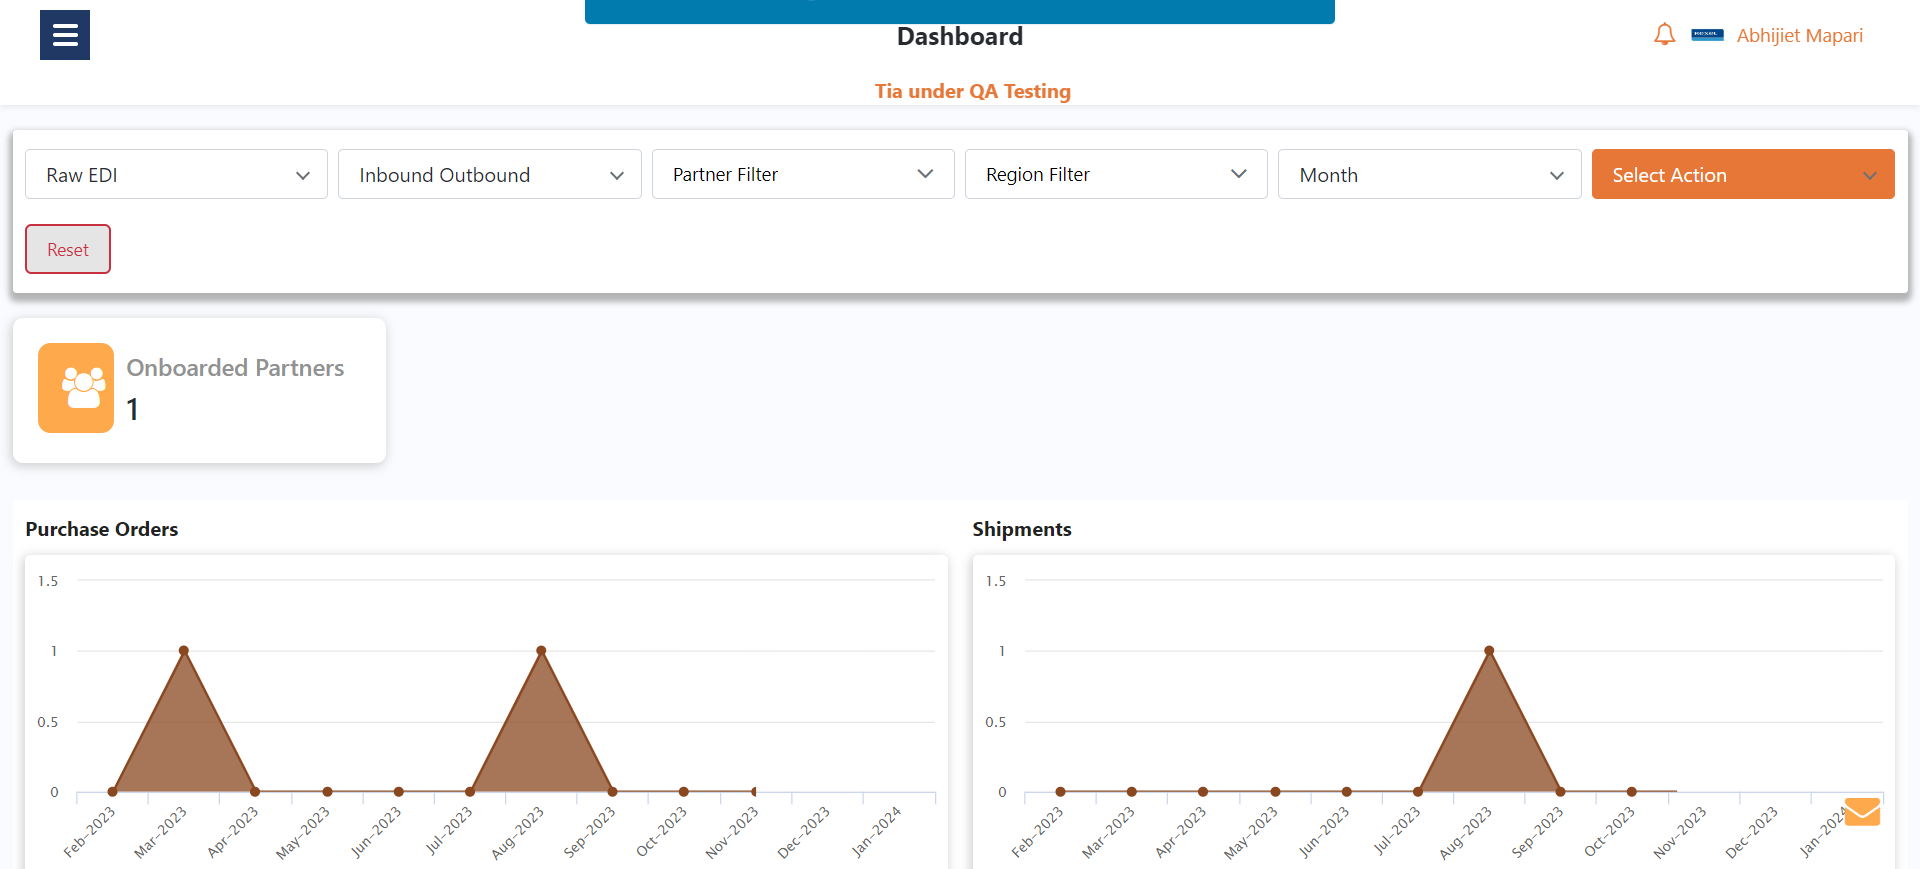 Dashboard
REXEL
Abhijiet Mapari
Tia under QA Testing
Raw EDI
Inbound Outbound
Partner Filter
Region Filter
Month
Select Action
Reset
Onboarded Partners
1
Purchase Orders
1.5
1
0.5
0
Feb-2023
Mar-2023
Apr-2023
May-2023
Jun-2023
Jul-2023
Aug-2023
Sep-2023
Oct-2023
Nov-2023
Dec-2023
Jan-2024
Shipments
1.5
1
0.5
0
Feb-2023
Mar-2023
Apr-2023
May-2023
Jun-2023
Jul-2023
Aug-2023
Sep-2023
Oct-2023
Nov-2023
Dec-2023
Jan-2024